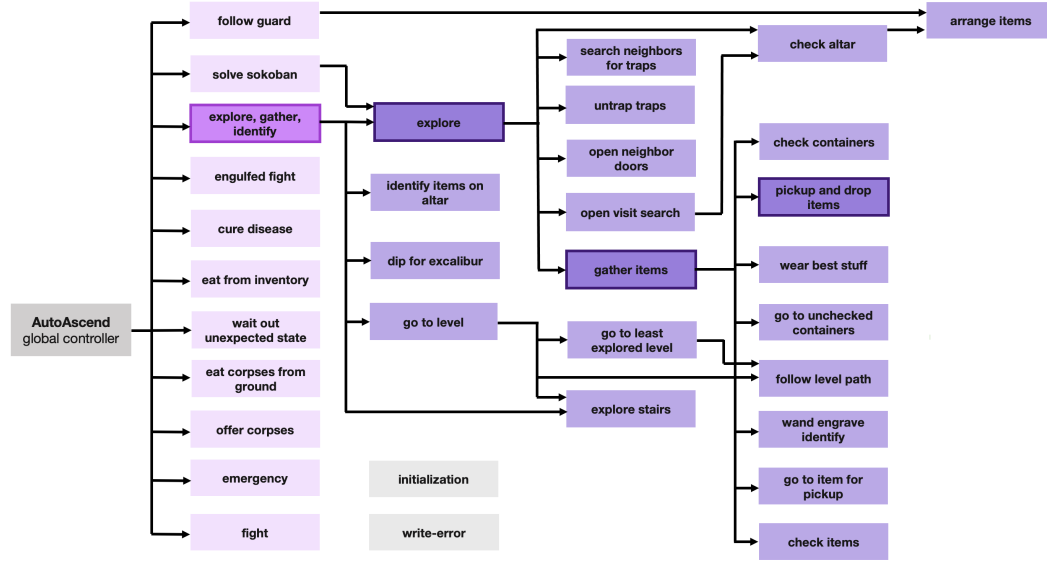 AutoAscend
global controller
follow guard
solve sokoban
explore, gather,
identify
engulfed fight
cure disease
eat from inventory
wait out
unexpected state
eat corpses from
ground
offer corpses
emergency
fight
explore
identify items on
altar
dip for excalibur
go to level
initialization
write-error
search neighbors
for traps
untrap traps
open neighbor
doors
open visit search
gather items
go to least
explored level
explore stairs
check altar
check containers
pickup and drop
items
wear best stuff
go to unchecked
containers
follow level path
wand engrave
identify
go to item for
pickup
check items
arrange items